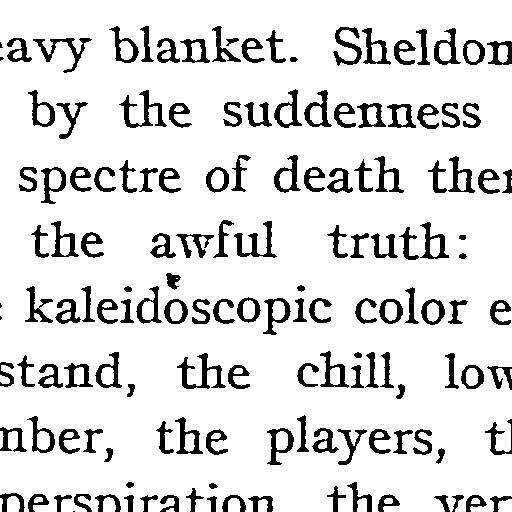 eavy blanket. Sheldon
by the suddenness
spectre of death ther
the awful truth:
kaleidoscopic color e
stand, the chill, low
mber, the players, th
perspiration, the ver